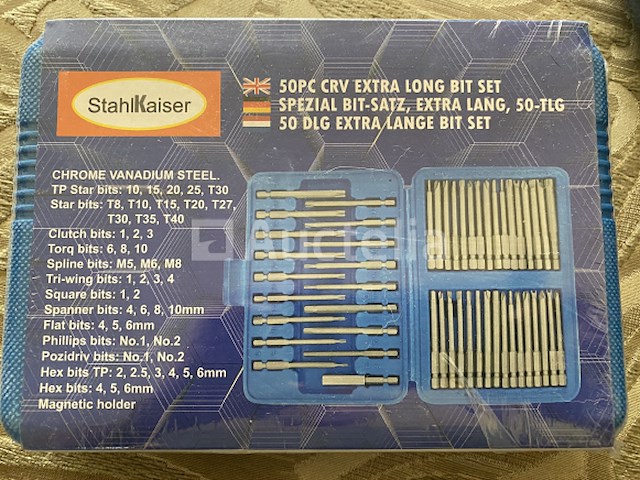 StahlKaiser
50PC CRV EXTRA LONG BIT SET
SPEZIAL BIT-SATZ, EXTRA LANG, 50-TLG
50 DLG EXTRA LANGE BIT SET
CHROME VANADIUM STEEL.
TP Star bits: 10, 15, 20, 25, T30
Star bits: T8, T10, T15, T20, T27,
T30, T35, T40
Clutch bits: 1, 2, 3
Torq bits: 6, 8, 10
Spline bits: M5, M6, M8
Tri-wing bits: 1, 2, 3, 4
Square bits: 1, 2
Spanner bits: 4, 6, 8, 10mm
Flat bits: 4, 5, 6mm
Phillips bits: No.1, No.2
Pozidry bits: No.1, No.2
Hex bits TP: 2, 2.5, 3, 4, 5, 6mm
Hex bits: 4, 5, 6mm
Magnetic holder
Auctelia